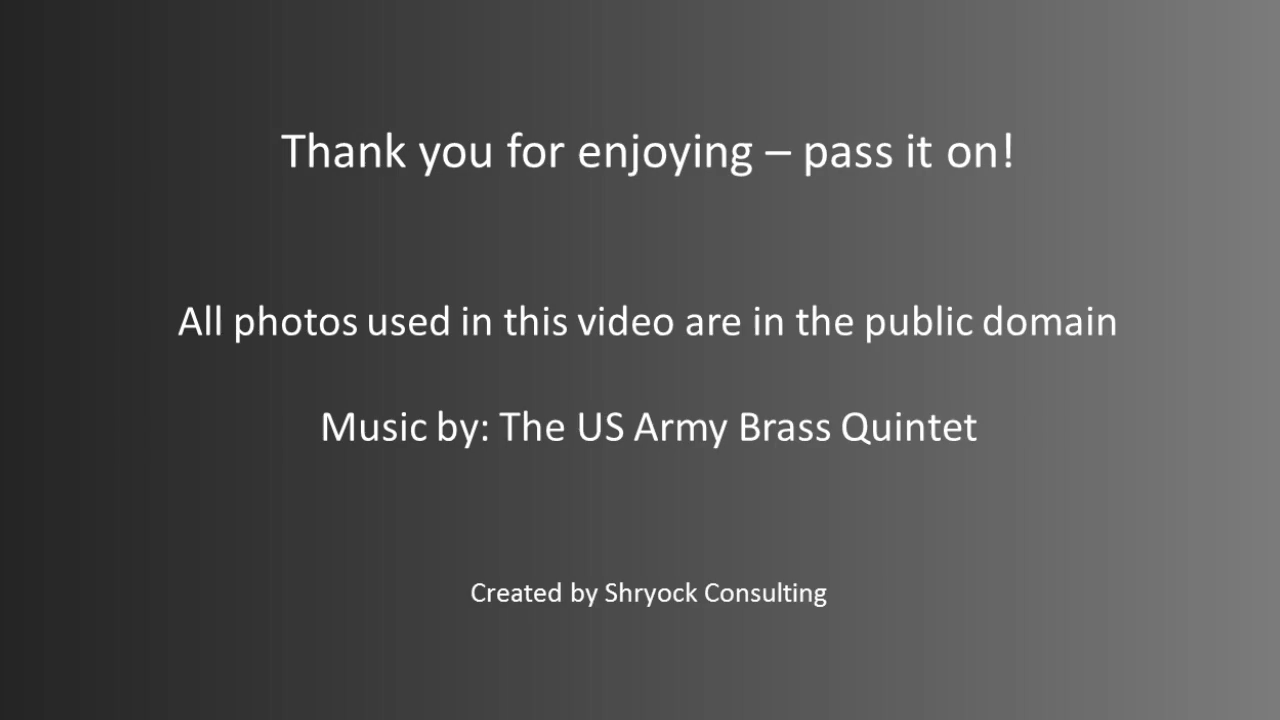 Thank you for enjoying – pass it on!
All photos used in this video are in the public domain
Music by: The US Army Brass Quintet
Created by Shryock Consulting